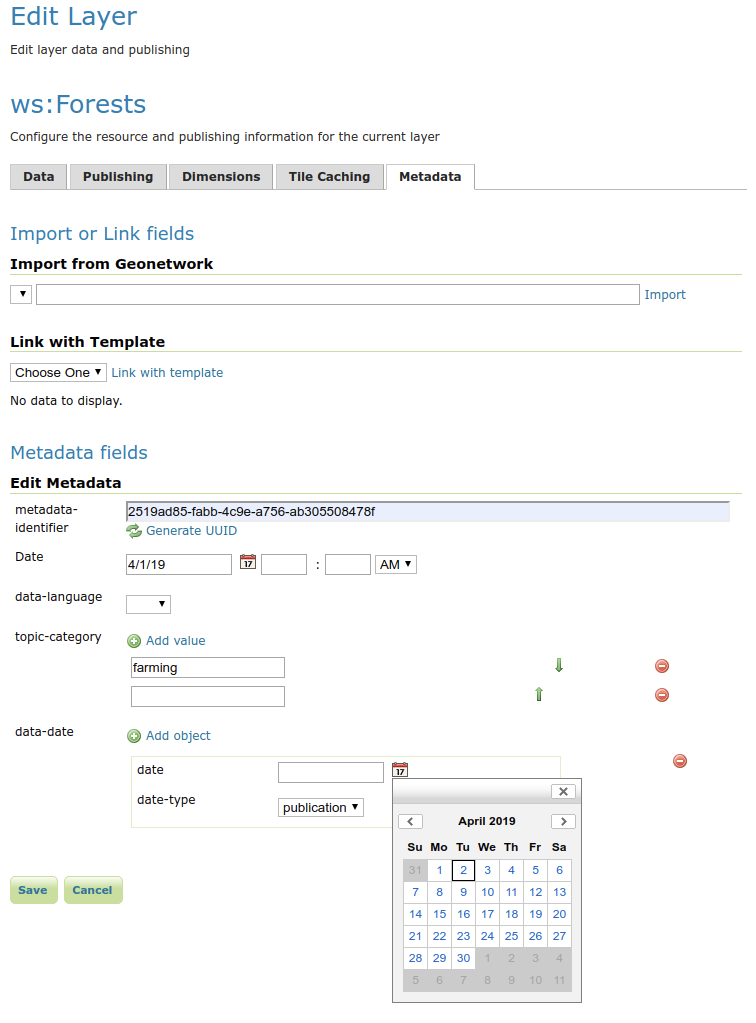 Edit Layer
Edit layer data and publishing
ws:Forests
Configure the resource and publishing information for the current layer
Data Publishing Dimensions Tile Caching Metadata
Import or Link fields
Import from Geonetwork
Import
Link with Template
Choose One Link with template
No data to display.
Metadata fields
Edit Metadata
metadata-
identifier
2519ad85-fabb-4c9e-a756-ab305508478f
Generate UUID
Date 4/1/19 17 : AM
data-language
topic-category Add value
farming
data-date Add object
date 17
date-type publication
April 2019
Su Mo Tu We Th Fr Sa
31 1 2 3 4 5 6
7 8 9 10 11 12 13
14 15 16 17 18 19 20
21 22 23 24 25 26 27
28 29 30 1 2 3 4
5 6 7 8 9 10 11
Save Cancel